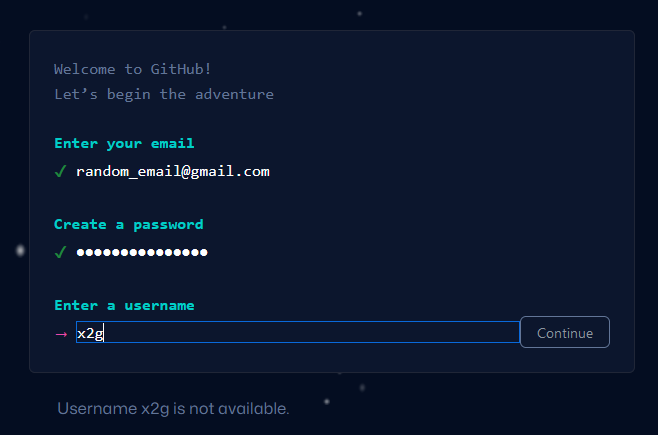 Welcome to GitHub!
Let’s begin the adventure
Enter your email
✓ random_email@gmail.com
Create a password
✓ ●●●●●●●●●●●●●●●
Enter a username
→ x2g
Continue
Username x2g is not available.